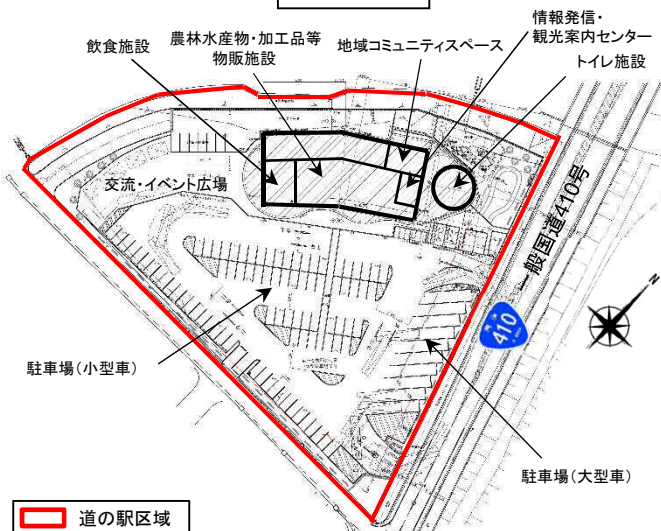 情報発信・
観光案内センター
農林水産物・加工品等
物販施設
地域コミュニティスペース
飲食施設
トイレ施設
交流・イベント広場
一般国道410号
410
N
駐車場(小型車)
駐車場(大型車)
道の駅区域